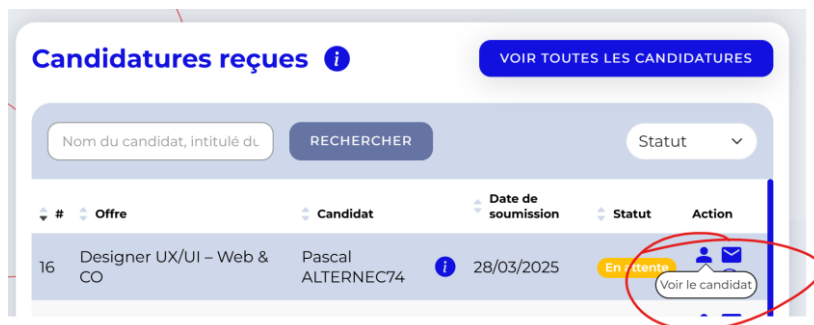 Candidatures reçues i
VOIR TOUTES LES CANDIDATURES
Nom du candidat, intitulé du
RECHERCHER
Statut
# Offre Candidat Date de soumission Statut Action
16 Designer UX/UI – Web & CO Pascal ALTERNEC74 i 28/03/2025 En attente
Voir le candidat